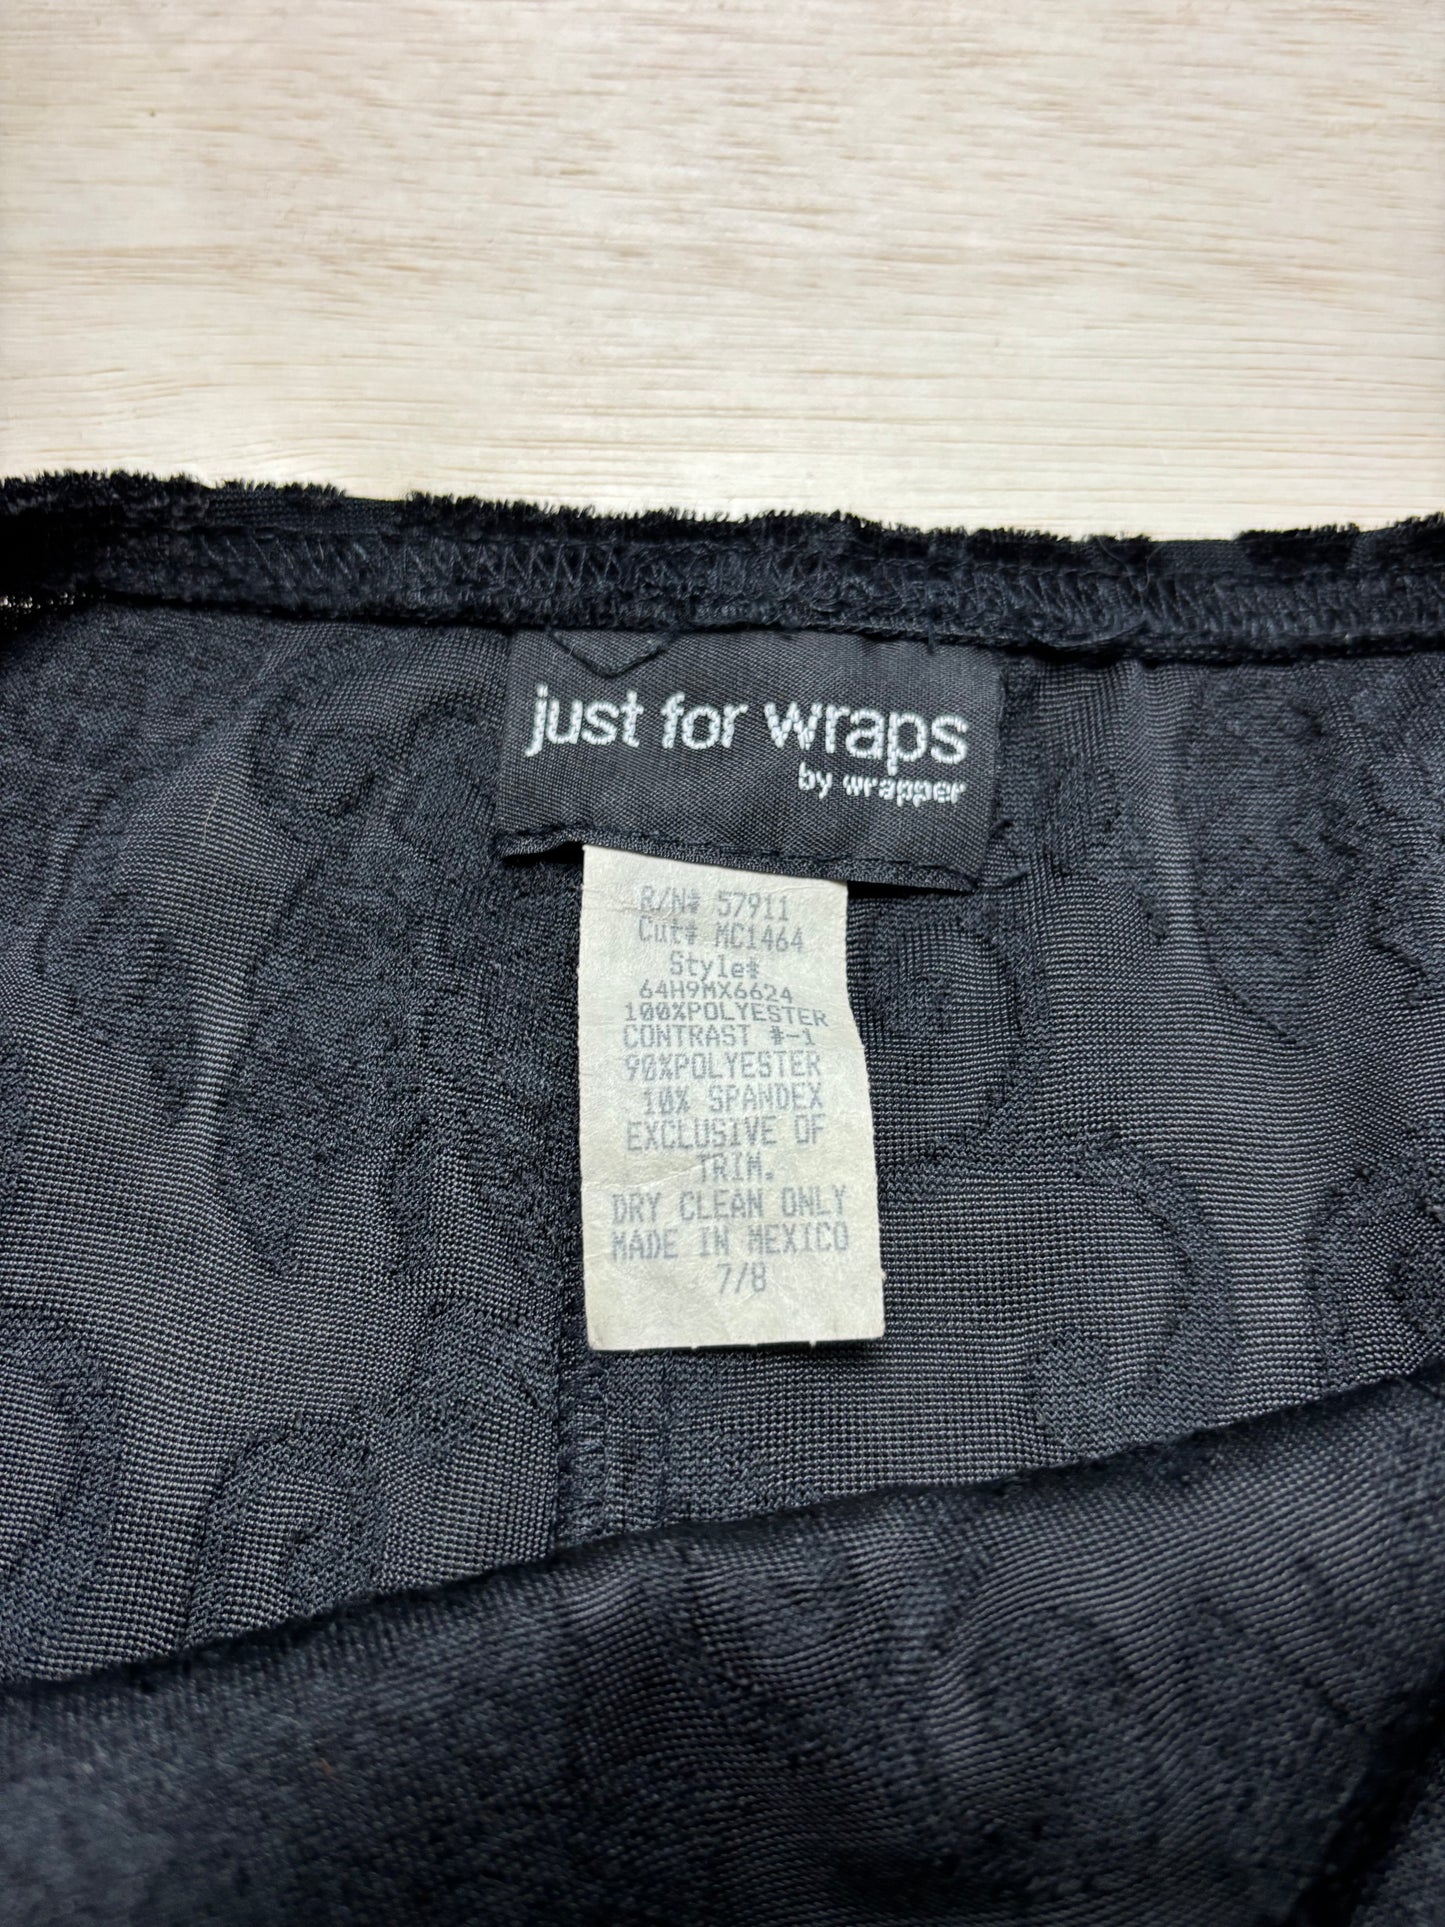 just for wraps
by wrapper
R/N# 57911
Cut# MC1464
Style#
64H9MX6624
100%POLYESTER
CONTRAST #-1
90%POLYESTER
10% SPANDEX
EXCLUSIVE OF
TRIM.
DRY CLEAN ONLY
MADE IN MEXICO
7/8